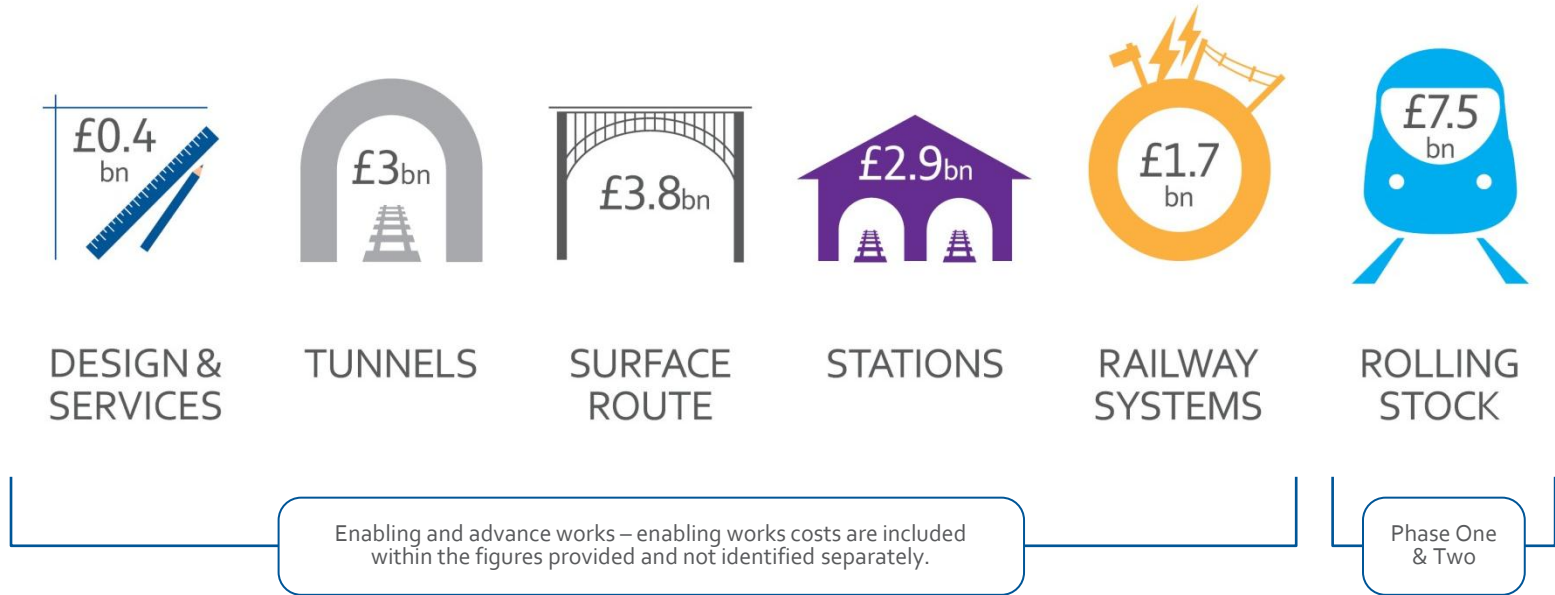 £0.4
bn
£3bn
£3.8bn
£2.9bn
£1.7
bn
£7.5
bn
DESIGN &
SERVICES
TUNNELS
SURFACE
ROUTE
STATIONS
RAILWAY
SYSTEMS
ROLLING
STOCK
Enabling and advance works – enabling works costs are included
within the figures provided and not identified separately.
Phase One
& Two